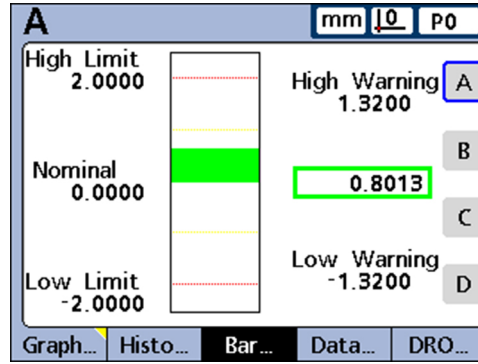 A
mm
0
P0
High Limit
2.0000
High Warning
1.3200
A
B
Nominal
0.0000
0.8013
C
Low Limit
-2.0000
Low Warning
-1.3200
D
Graph...
Histo...
Bar...
Data...
DRO...